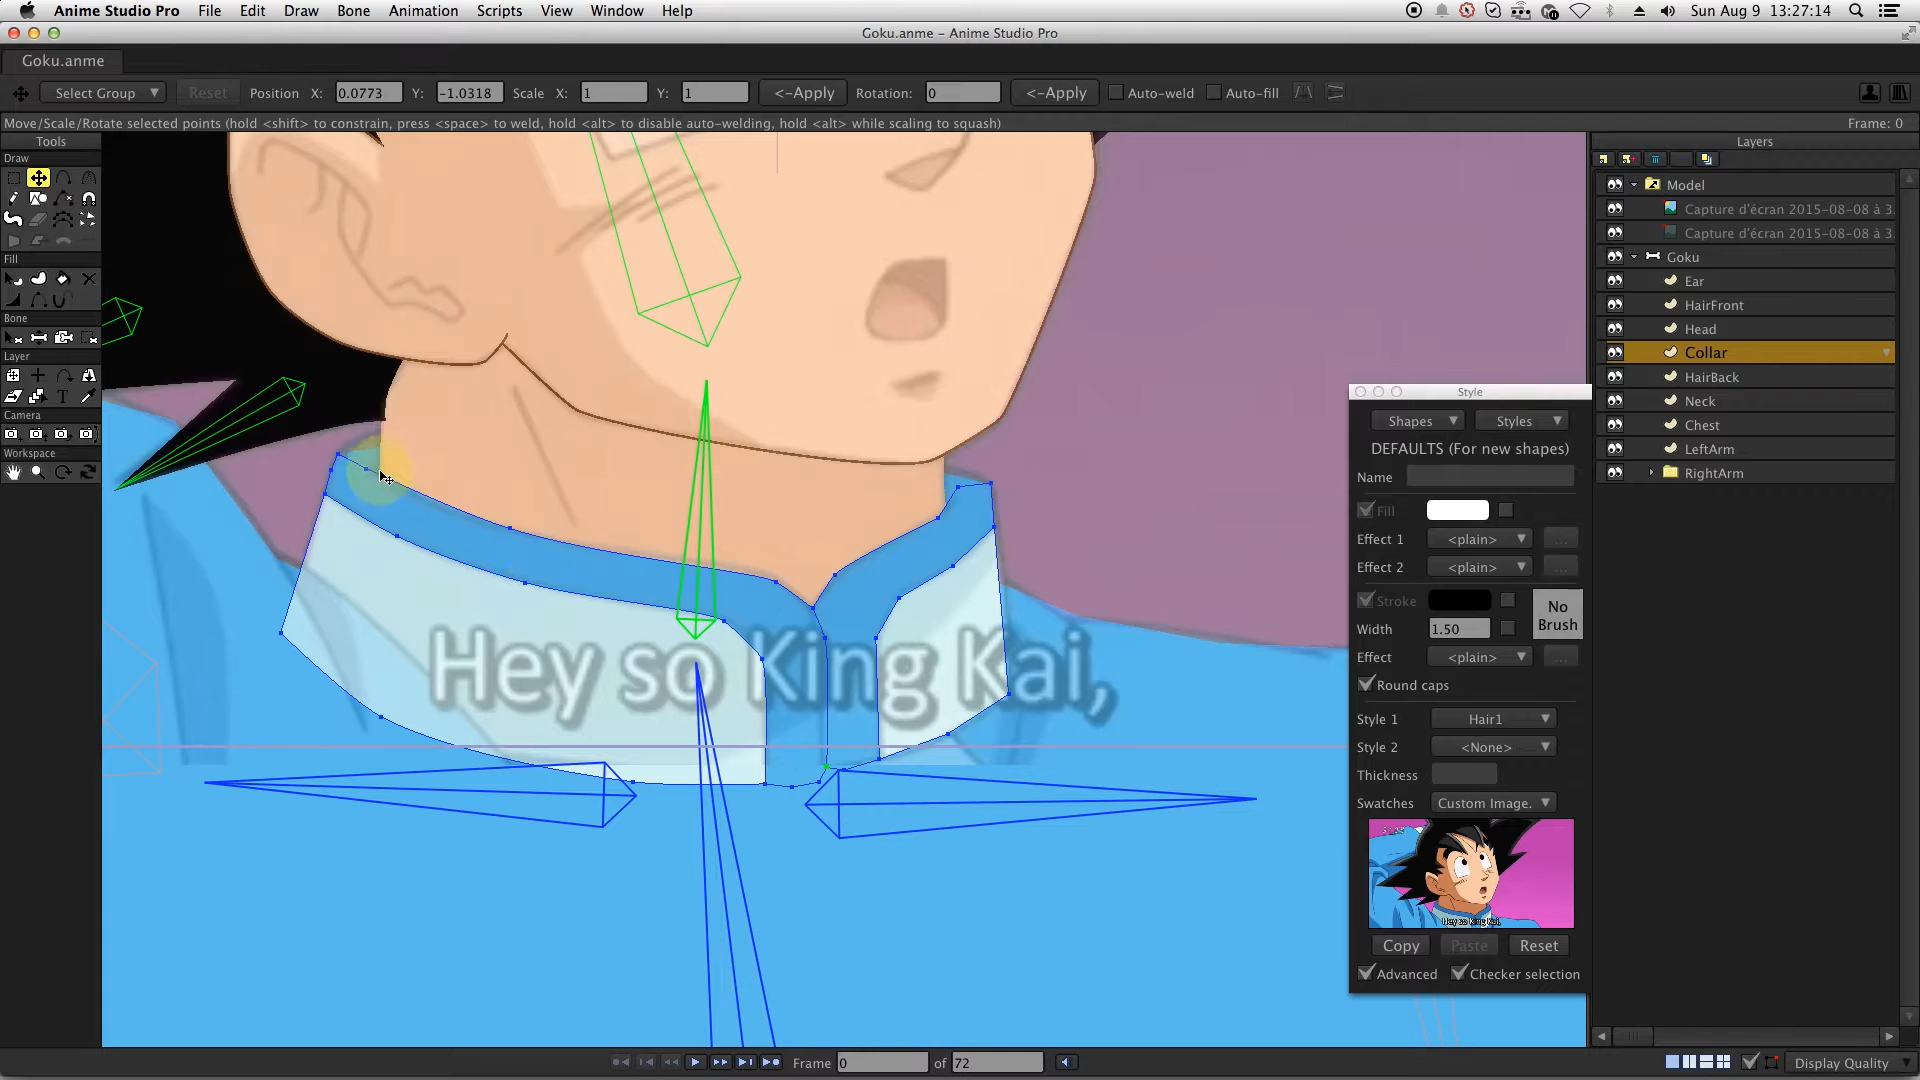 Anime Studio Pro File Edit Draw Bone Animation Scripts View Window Help Sun Aug 9 13:27:14
Goku.anme – Anime Studio Pro
Goku.anme
Select Group Reset Position X: 0.0773 Y: -1.0318 Scale X: 1 Y: 1 <-Apply Rotation: 0 <-Apply Auto-weld Auto-fill
Move/Scale/Rotate selected points (hold <shift> to constrain, press <space> to weld, hold <alt> to disable auto-welding, hold <alt> while scaling to squash) Frame: 0
Tools
Draw
Fill
Bone
Layer
Camera
Workspace
Hey so King Kai,
Layers
Model
Capture d'écran 2015-08-08 à 3.
Capture d'écran 2015-08-08 à 3.
Goku
Ear
HairFront
Head
Collar
HairBack
Neck
Chest
LeftArm
RightArm
Style
Shapes Styles
DEFAULTS (For new shapes)
Name
Fill
Effect 1 <plain> ...
Effect 2 <plain> ...
Stroke
No Brush
Width 1.50
Effect <plain> ...
Round caps
Style 1 Hair1
Style 2 <None>
Thickness
Swatches Custom Image.
Hey so King Kai,
Copy Paste Reset
Advanced Checker selection
Frame 0 of 72 Display Quality